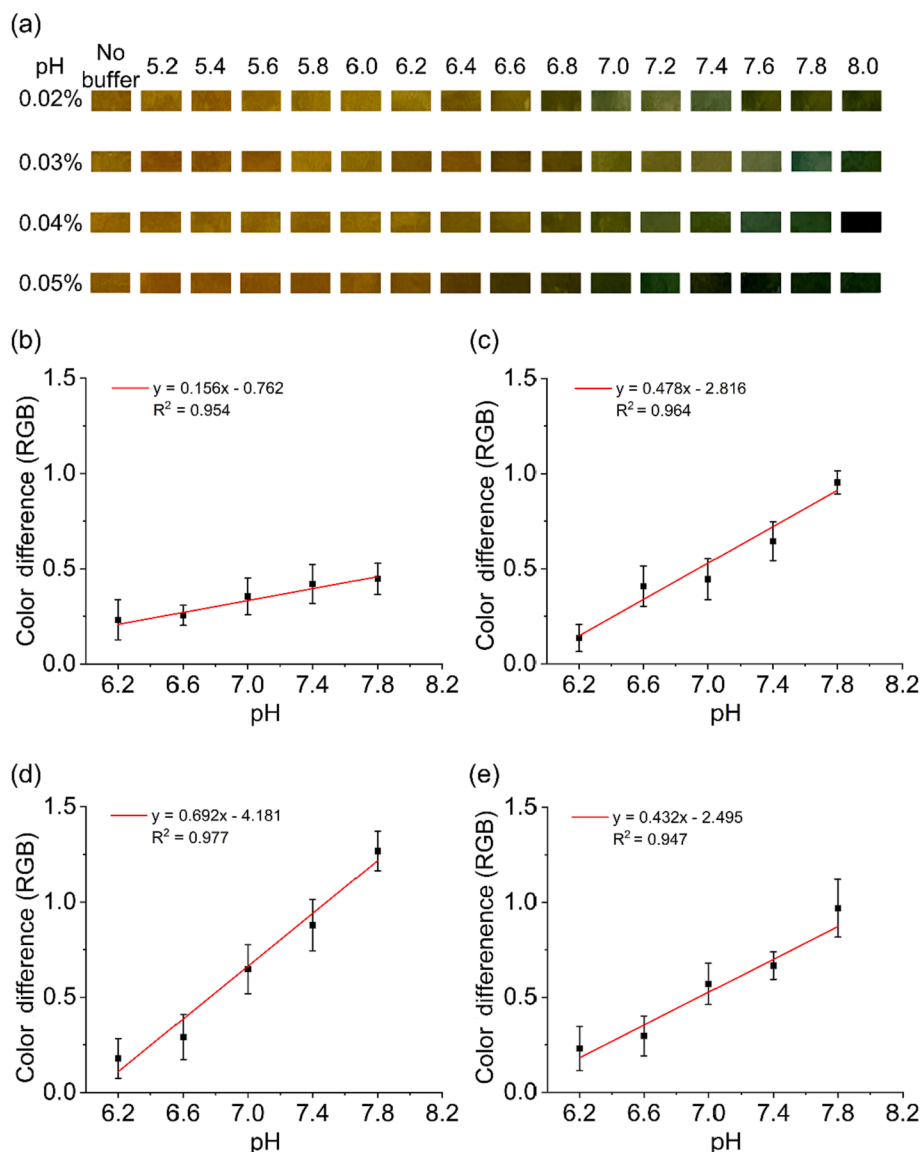 (a)
No
pH buffer 5.2 5.4 5.6 5.8 6.0 6.2 6.4 6.6 6.8 7.0 7.2 7.4 7.6 7.8 8.0
0.02%
0.03%
0.04%
0.05%
(b)
y = 0.156x - 0.762
R² = 0.954
Color difference (RGB)
1.5
1.0
0.5
0.0
6.2 6.6 7.0 7.4 7.8 8.2
pH
(c)
y = 0.478x - 2.816
R² = 0.964
Color difference (RGB)
1.5
1.0
0.5
0.0
6.2 6.6 7.0 7.4 7.8 8.2
pH
(d)
y = 0.692x - 4.181
R² = 0.977
Color difference (RGB)
1.5
1.0
0.5
0.0
6.2 6.6 7.0 7.4 7.8 8.2
pH
(e)
y = 0.432x - 2.495
R² = 0.947
Color differenence (RGB)
1.5
1.0
0.5
0.0
6.2 6.6 7.0 7.4 7.8 8.2
pH